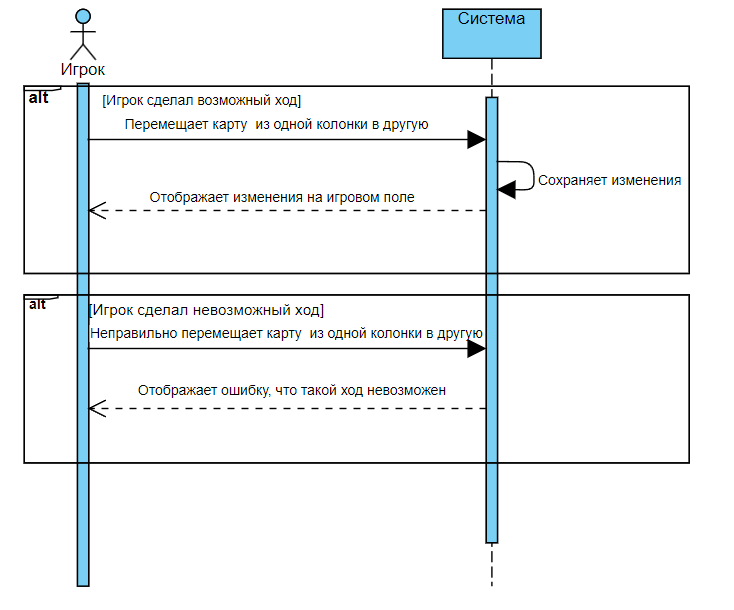 Игрок
Система
alt
[Игрок сделал возможный ход]
Перемещает карту из одной колонки в другую
Сохраняет изменения
Отображает изменения на игровом поле
alt
[Игрок сделал невозможный ход]
Неправильно перемещает карту из одной колонки в другую
Отображает ошибку, что такой ход невозможен